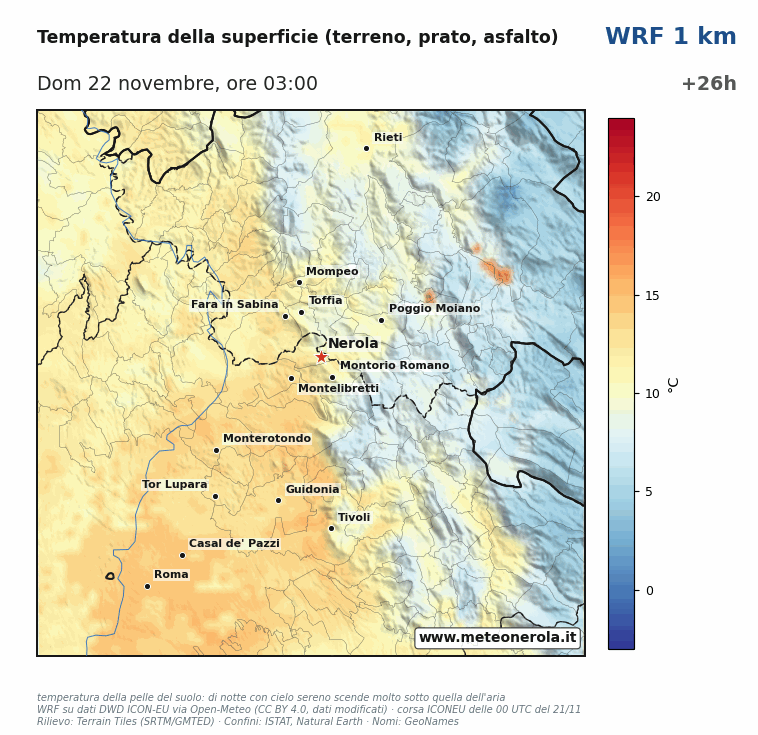 Temperatura della superficie (terreno, prato, asfalto)
WRF 1 km
Dom 22 novembre, ore 03:00
+26h
Rieti
Mompeo
Toffia
Fara in Sabina
Poggio Moiano
Nerola
Montorio Romano
Montelibretti
Monterotondo
Tor Lupara
Guidonia
Tivoli
Casal de' Pazzi
Roma
www.meteonerola.it
20
15
10
5
0
°C
temperatura della pelle del suolo: di notte con cielo sereno scende molto sotto quella dell'aria
WRF su dati DWD ICON-EU via Open-Meteo (CC BY 4.0, dati modificati) · corsa ICONEU delle 00 UTC del 21/11
Rilievo: Terrain Tiles (SRTM/GMTED) · Confini: ISTAT, Natural Earth · Nomi: GeoNames